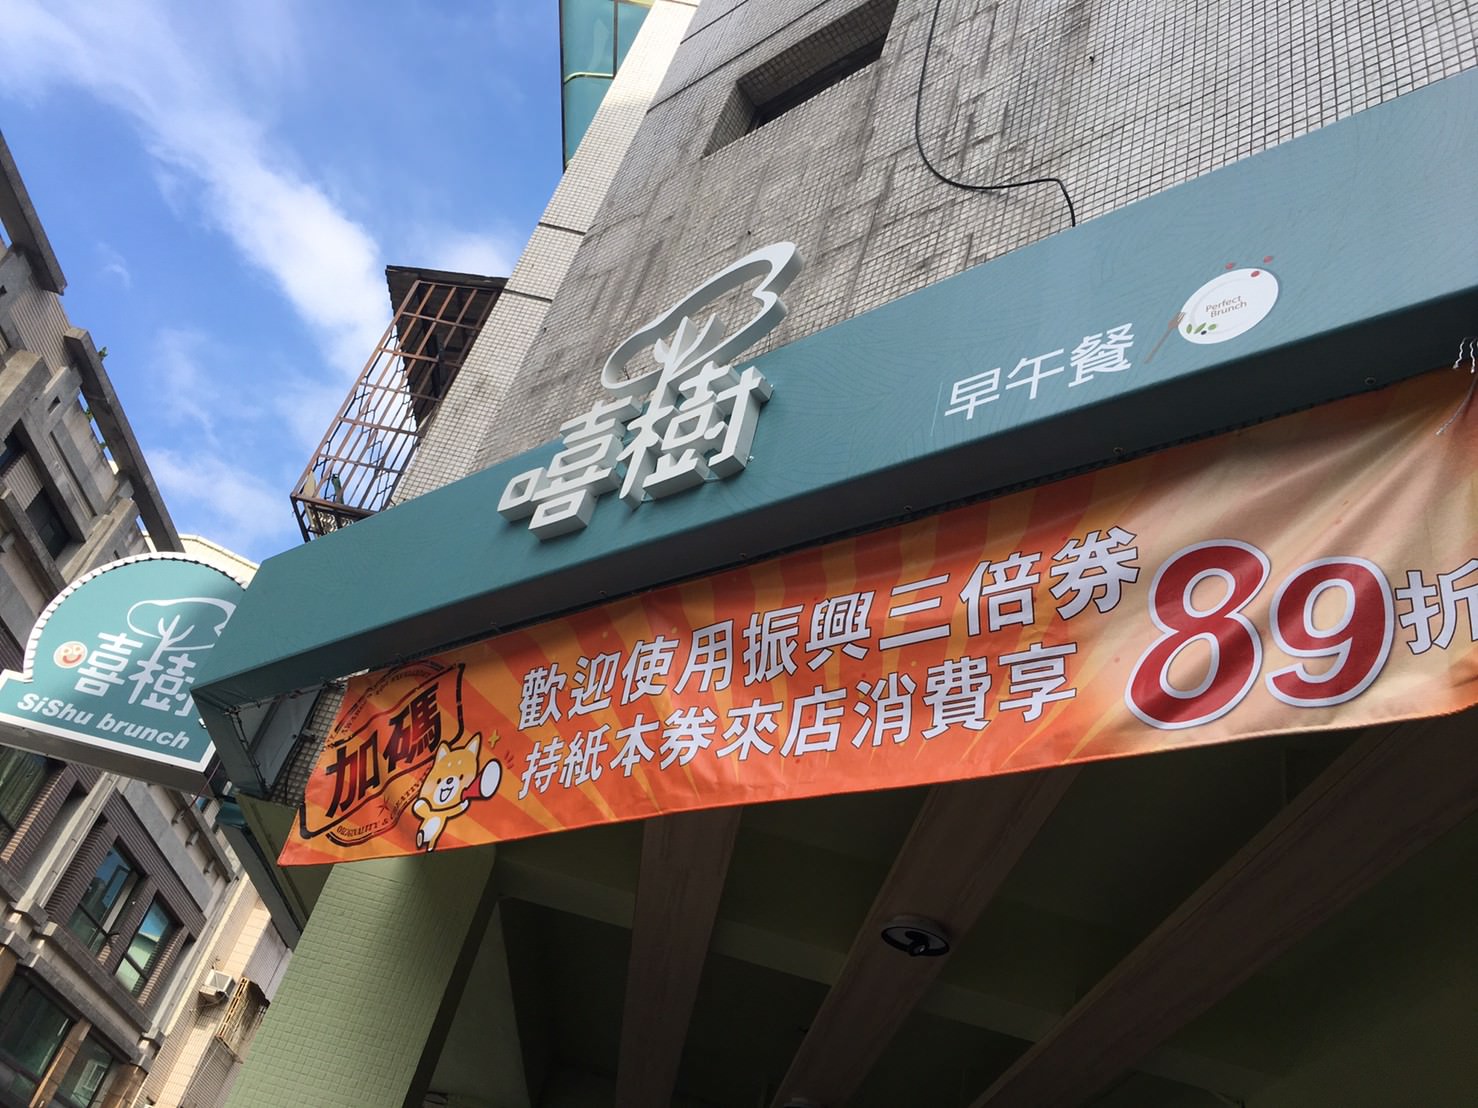 嘻樹
早午餐
Perfect
Brunch
嘻樹
SiShu brunch
加碼
歡迎使用振興三倍券
持紙本券來店消費享
89折